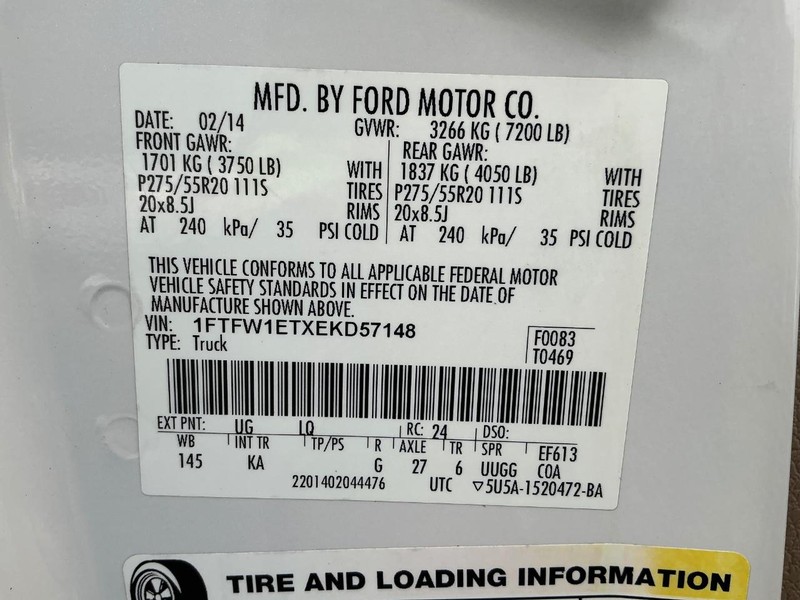 MFD. BY FORD MOTOR CO.
DATE: 02/14 GVWR: 3266 KG ( 7200 LB)
FRONT GAWR: REAR GAWR:
1701 KG ( 3750 LB) WITH 1837 KG ( 4050 LB) WITH
P275/55R20 111S TIRES P275/55R20 111S TIRES
20x8.5J RIMS 20x8.5J RIMS
AT 240 kPa/ 35 PSI COLD AT 240 kPa/ 35 PSI COLD
THIS VEHICLE CONFORMS TO ALL APPLICABLE FEDERAL MOTOR
VEHICLE SAFETY STANDARDS IN EFFECT ON THE DATE OF
MANUFACTURE SHOWN ABOVE.
VIN: 1FTFW1ETXEKD57148 F0083
TYPE: Truck T0469
EXT PNT: UG LQ RC: 24 DSO:
WB INT TR TP/PS R AXLE TR SPR EF613
145 KA G 27 6 UUGG COA
2201402044476 UTC ▽5U5A-1520472-BA
TIRE AND LOADING INFORMATION